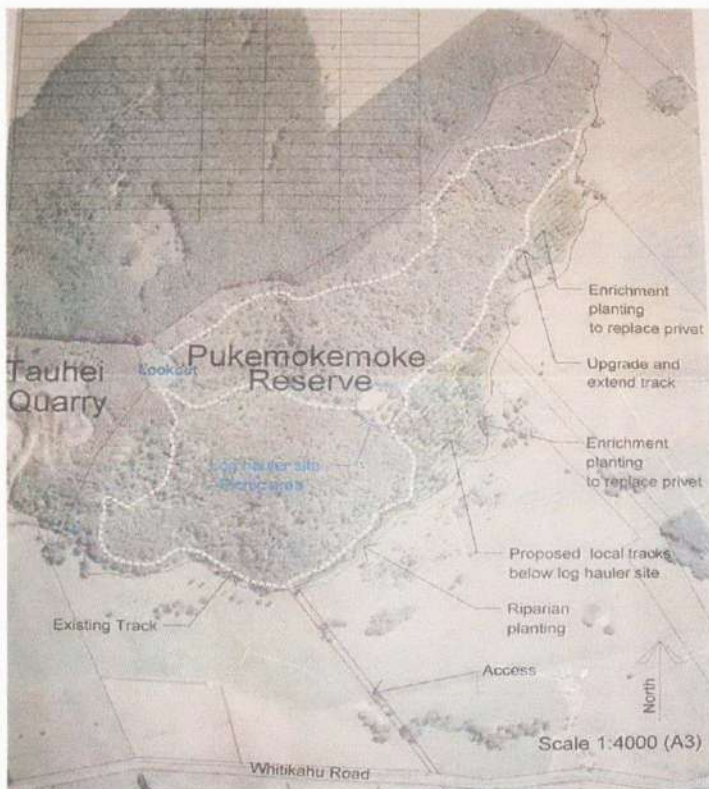 Enrichment
planting
to replace privet
Lookout
Pukemokemoke
Reserve
Tauhei
Quarry
Upgrade and
extend track
Log hauler site
Picnic area
Enrichment
planting
to replace privet
Proposed local tracks
below log hauler site
Riparian
planting
Existing Track
Access
North
Scale 1:4000 (A3)
Whitikahu Road